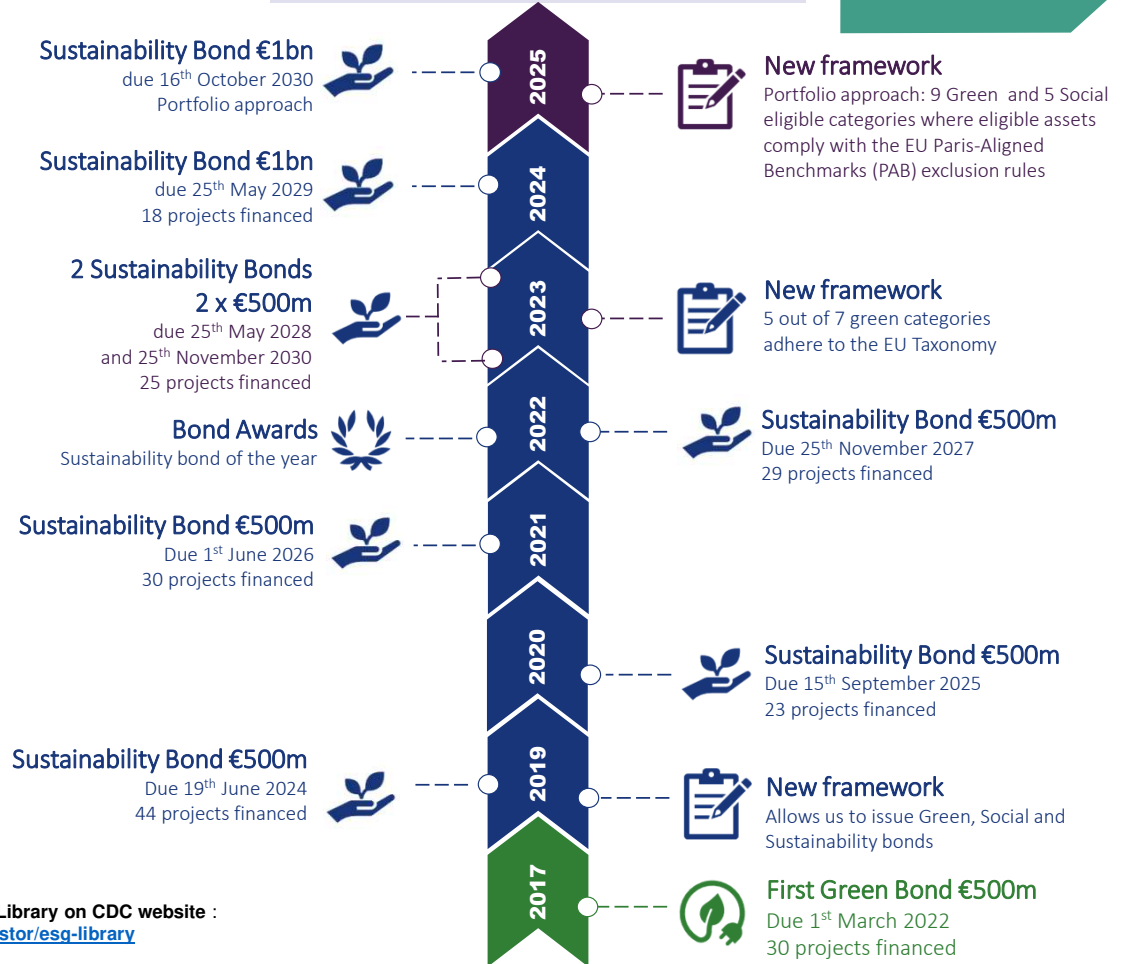 Sustainability Bond €1bn
due 16th October 2030
Portfolio approach
2025
New framework
Portfolio approach: 9 Green and 5 Social
eligible categories where eligible assets
comply with the EU Paris-Aligned
Benchmarks (PAB) exclusion rules
Sustainability Bond €1bn
due 25th May 2029
18 projects financed
2024
2 Sustainability Bonds
2 x €500m
due 25th May 2028
and 25th November 2030
25 projects financed
2023
New framework
5 out of 7 green categories
adhere to the EU Taxonomy
Bond Awards
Sustainability bond of the year
2022
Sustainability Bond €500m
Due 25th November 2027
29 projects financed
Sustainability Bond €500m
Due 1st June 2026
30 projects financed
2021
2020
Sustainability Bond €500m
Due 15th September 2025
23 projects financed
Sustainability Bond €500m
Due 19th June 2024
44 projects financed
2019
New framework
Allows us to issue Green, Social and
Sustainability bonds
2017
First Green Bond €500m
Due 1st March 2022
30 projects financed
Library on CDC website :
stor/esg-library